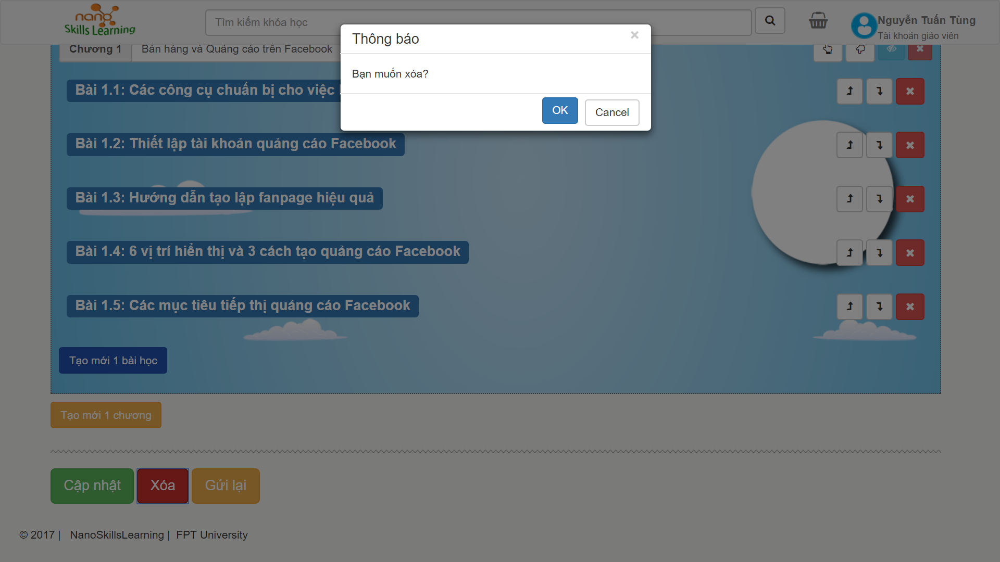 nano
Skills Learning
Tìm kiếm khóa học
Nguyễn Tuấn Tùng
Tài khoản giáo viên
Thông báo
×
Bạn muốn xóa?
OK
Cancel
Chương 1
Bán hàng và Quảng cáo trên Facebook
Bài 1.1: Các công cụ chuẩn bị cho việc
Bài 1.2: Thiết lập tài khoản quảng cáo Facebook
Bài 1.3: Hướng dẫn tạo lập fanpage hiệu quả
Bài 1.4: 6 vị trí hiển thị và 3 cách tạo quảng cáo Facebook
Bài 1.5: Các mục tiêu tiếp thị quảng cáo Facebook
Tạo mới 1 bài học
Tạo mới 1 chương
Cập nhật
Xóa
Gửi lại
© 2017 | NanoSkillsLearning | FPT University